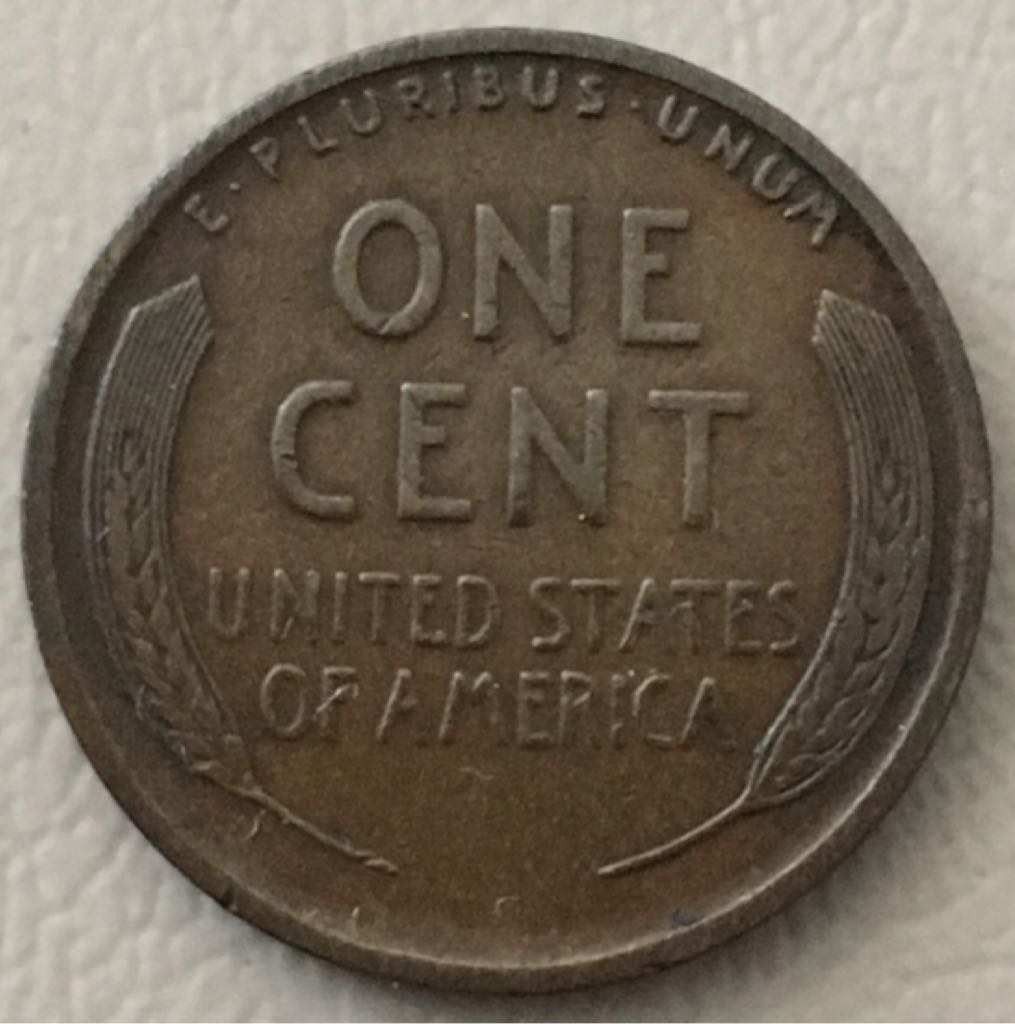 E · PLURIBUS · UNUM
ONE
CENT
UNITED STATES
OF AMERICA